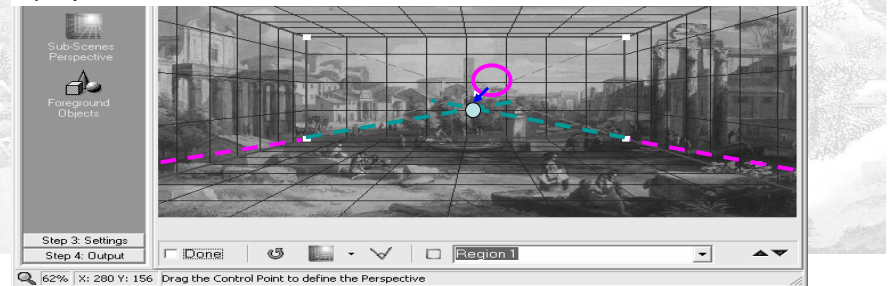 Sub-Scenes
Perspective
Foreground
Objects
Step 3: Settings
Step 4: Output
Done
Region 1
62%
X: 280 Y: 156
Drag the Control Point to define the Perspective